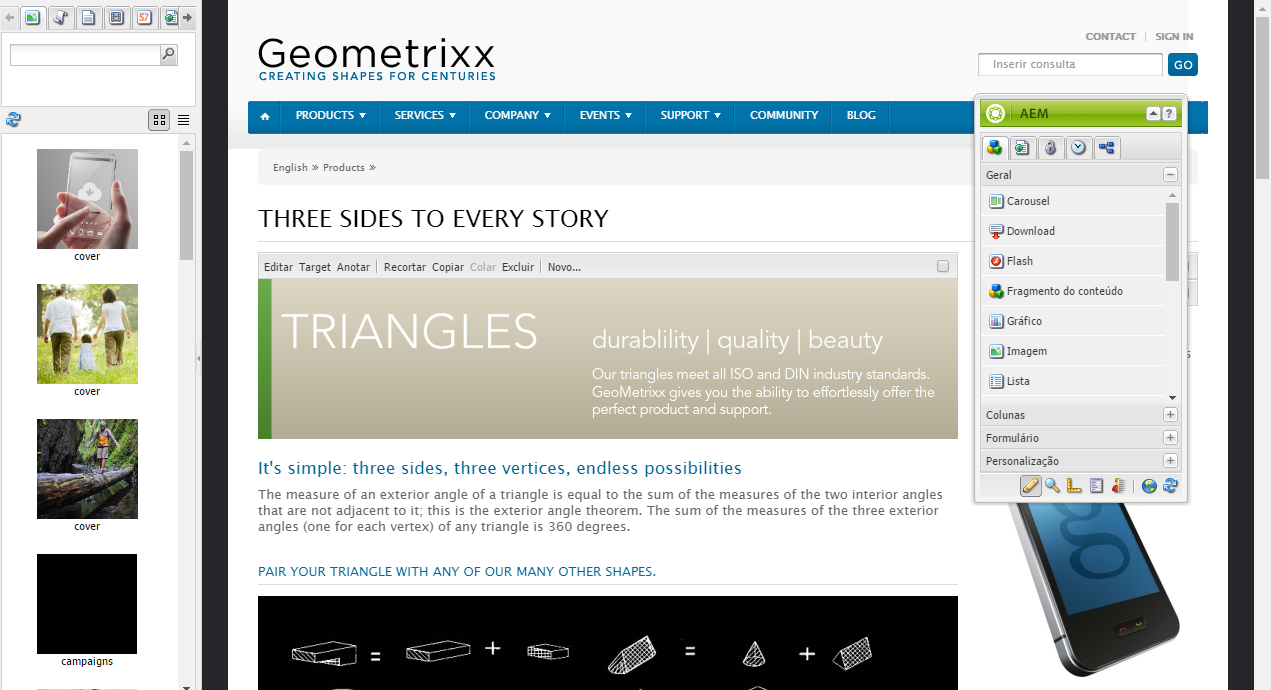 CONTACT | SIGN IN
Geometrixx
CREATING SHAPES FOR CENTURIES
Inserir consulta GO
PRODUCTS SERVICES COMPANY EVENTS SUPPORT COMMUNITY BLOG
English » Products »
THREE SIDES TO EVERY STORY
Editar Target Anotar Recortar Copiar Colar Excluir Novo...
TRIANGLES
durablility | quality | beauty
Our triangles meet all ISO and DIN industry standards.
GeoMetrixx gives you the ability to effortlessly offer the
perfect product and support.
It's simple: three sides, three vertices, endless possibilities
The measure of an exterior angle of a triangle is equal to the sum of the measures of the two interior angles
that are not adjacent to it; this is the exterior angle theorem. The sum of the measures of the three exterior
angles (one for each vertex) of any triangle is 360 degrees.
PAIR YOUR TRIANGLE WITH ANY OF OUR MANY OTHER SHAPES.
= + = +
cover
cover
cover
campaigns
S7
AEM
?
Geral
Carousel
Download
Flash
Fragmento do conteúdo
Gráfico
Imagem
Lista
Colunas
Formulário
Personalização
g